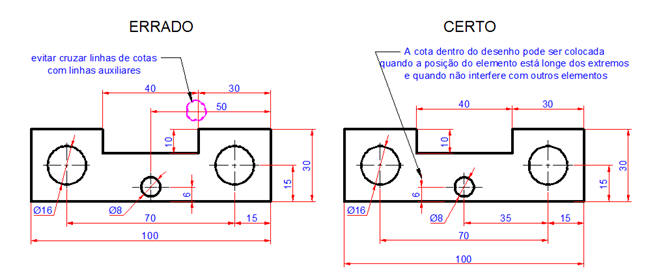 ERRADO
evitar cruzar linhas de cotas
com linhas auxiliares
40
30
50
10
30
15
6
Ø16
Ø8
70
15
100
CERTO
A cota dentro do desenho pode ser colocada
quando a posição do elemento está longe dos extremos
e quando não interfere com outros elementos
40
30
10
30
15
6
Ø16
Ø8
35
15
70
100